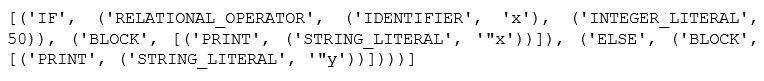 [('IF', ('RELATIONAL_OPERATOR', ('IDENTIFIER', 'x'), ('INTEGER_LITERAL',
50)), ('BLOCK', [('PRINT', ('STRING_LITERAL', '"x'))]), ('ELSE', ('BLOCK',
[('PRINT', ('STRING_LITERAL', '"y'))])))]